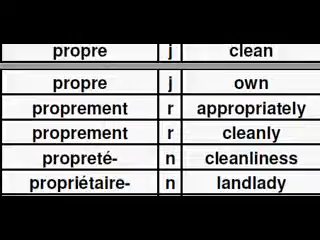 propre j clean
propre j own
proprement r appropriately
proprement r cleanly
propreté- n cleanliness
propriétaire- n landlady